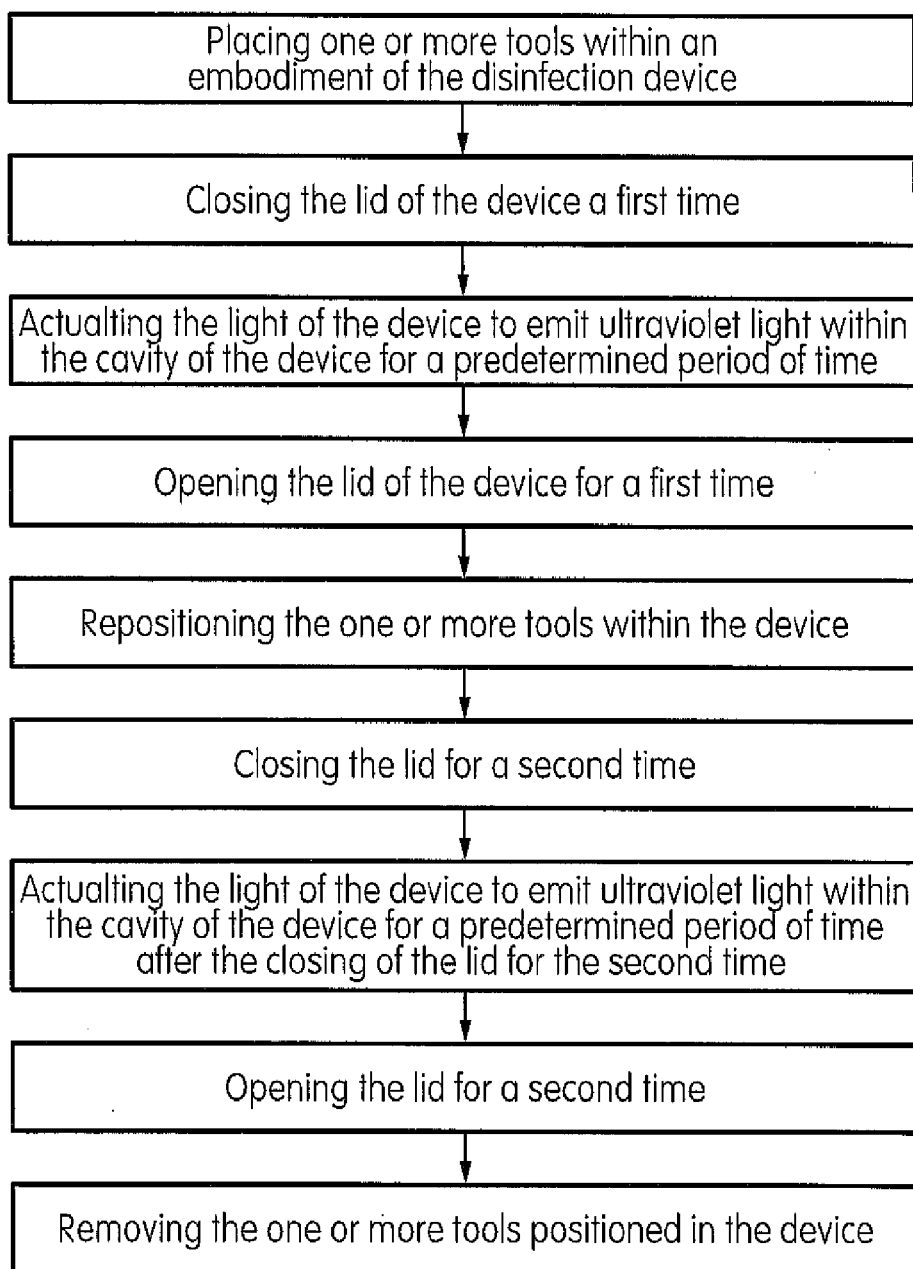 Placing one or more tools within an
embodiment of the disinfection device
Closing the lid of the device a first time
Actualting the light of the device to emit ultraviolet light within
the cavity of the device for a predetermined period of time
Opening the lid of the device for a first time
Repositioning the one or more tools within the device
Closing the lid for a second time
Actualting the light of the device to emit ultraviolet light within
the cavity of the device for a predetermined period of time
after the closing of the lid for the second time
Opening the lid for a second time
Removing the one or more tools positioned in the device